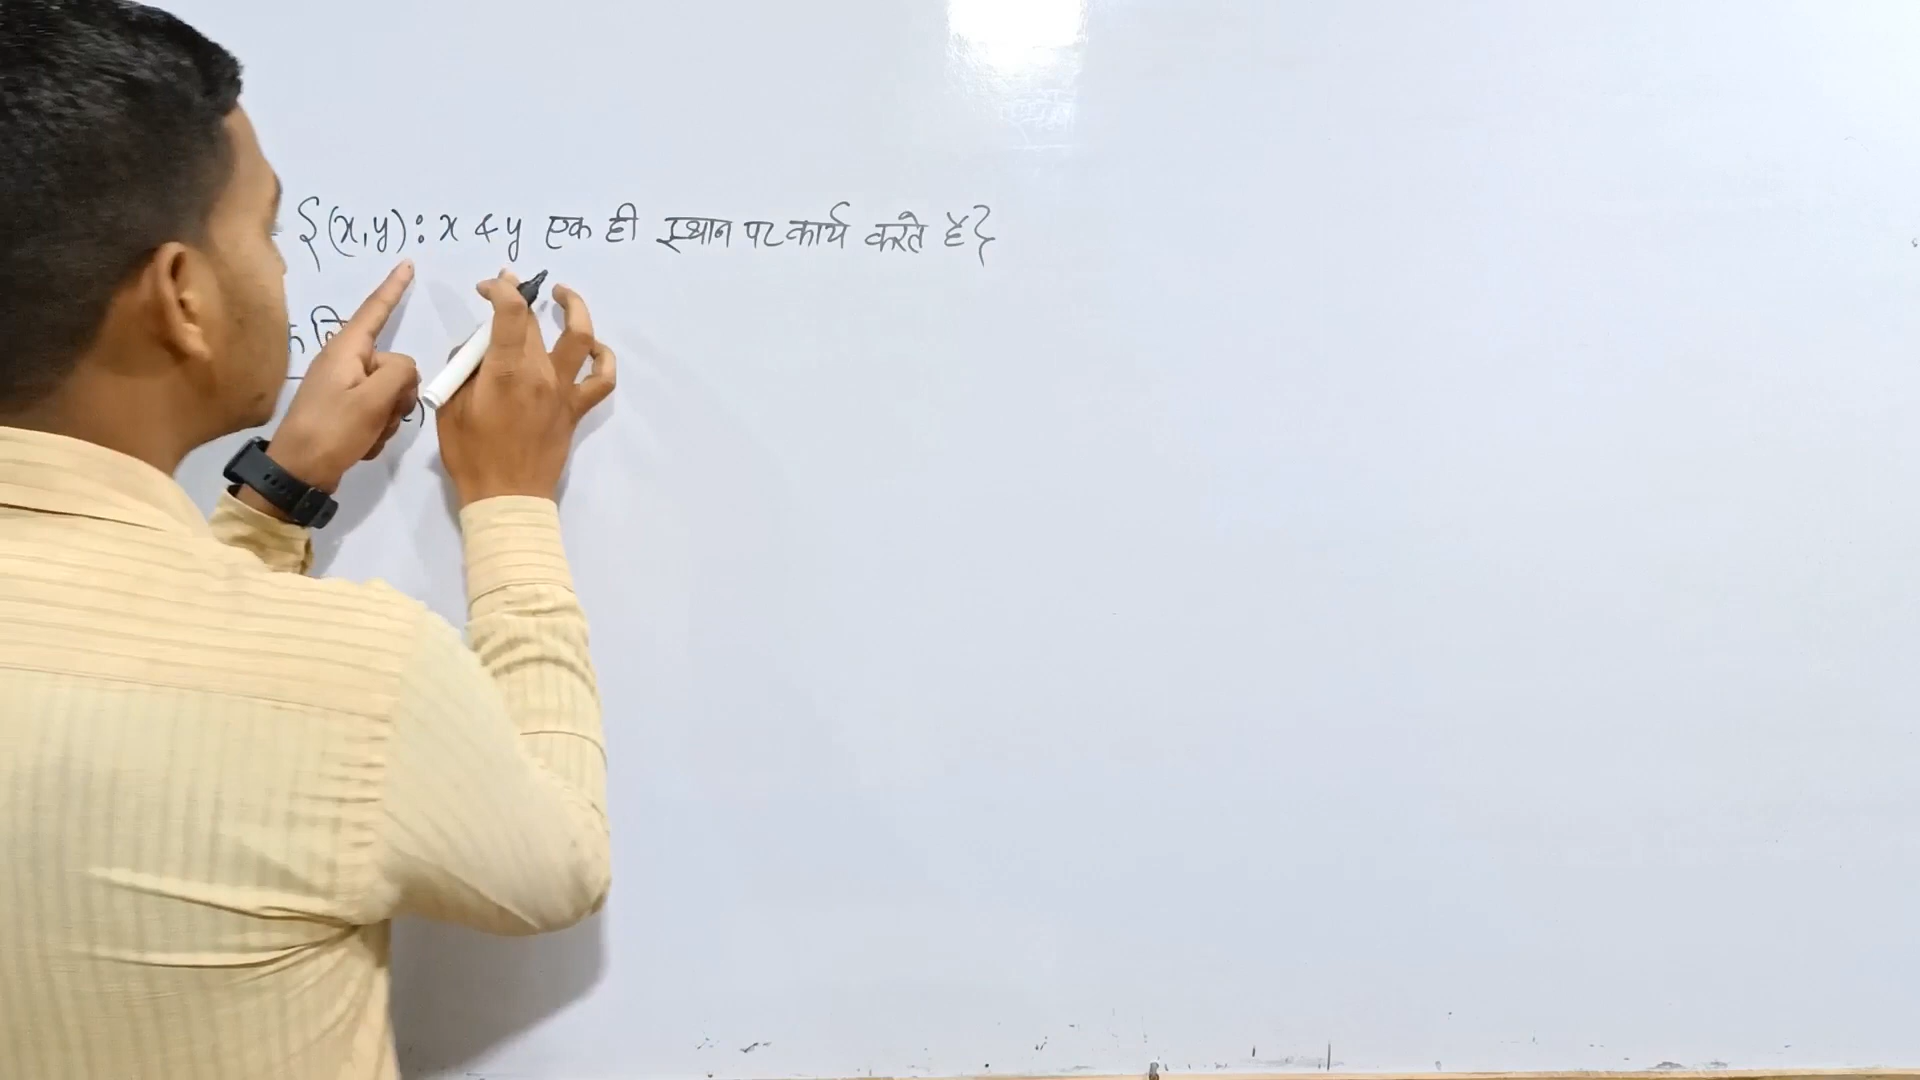 {(x,y): x & y एक ही स्थान पर कार्य करते हैं}